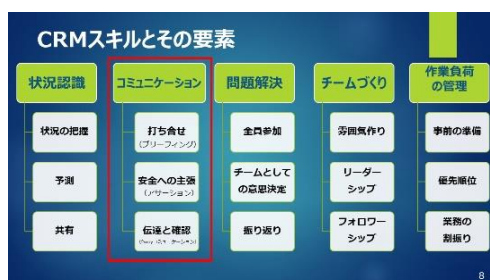 CRMスキルとその要素
状況認識
状況の把握
予測
共有
コミュニケーション
打ち合せ
(ブリーフィング)
安全への主張
(アサーション)
伝達と確認
問題解決
全員参加
チームとして
の意思決定
振り返り
チームづくり
雰囲気作り
リーダー
シップ
フォロワー
シップ
作業負荷
の管理
事前の準備
優先順位
業務の
割振り
8